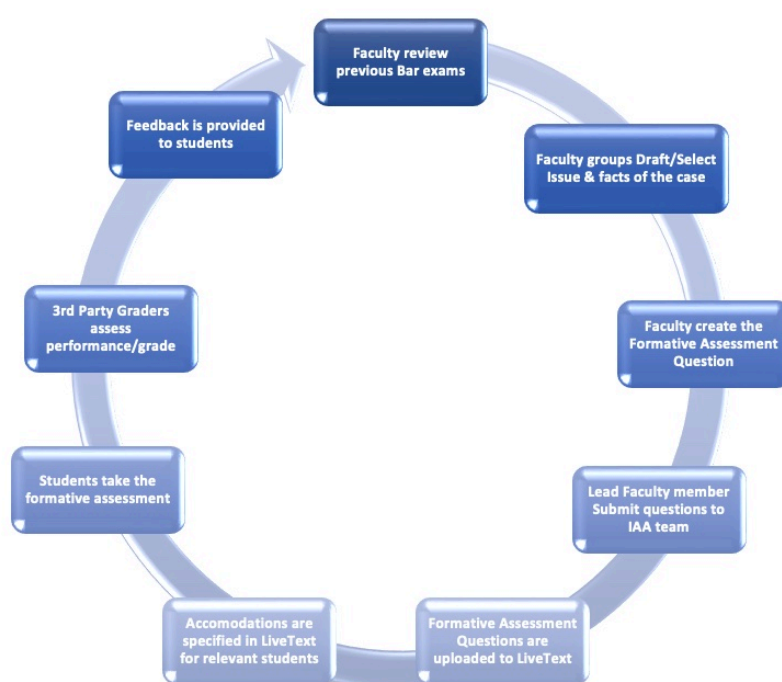 Faculty review
previous Bar exams
Faculty groups Draft/Select
Issue & facts of the case
Faculty create the
Formative Assessment
Question
Lead Faculty member
Submit questions to
IAA team
Formative Assessment
Questions are
uploaded to LiveText
Accomodations are
specified in LiveText
for relevant students
Students take the
formative assessment
3rd Party Graders
assess
performance/grade
Feedback is provided
to students